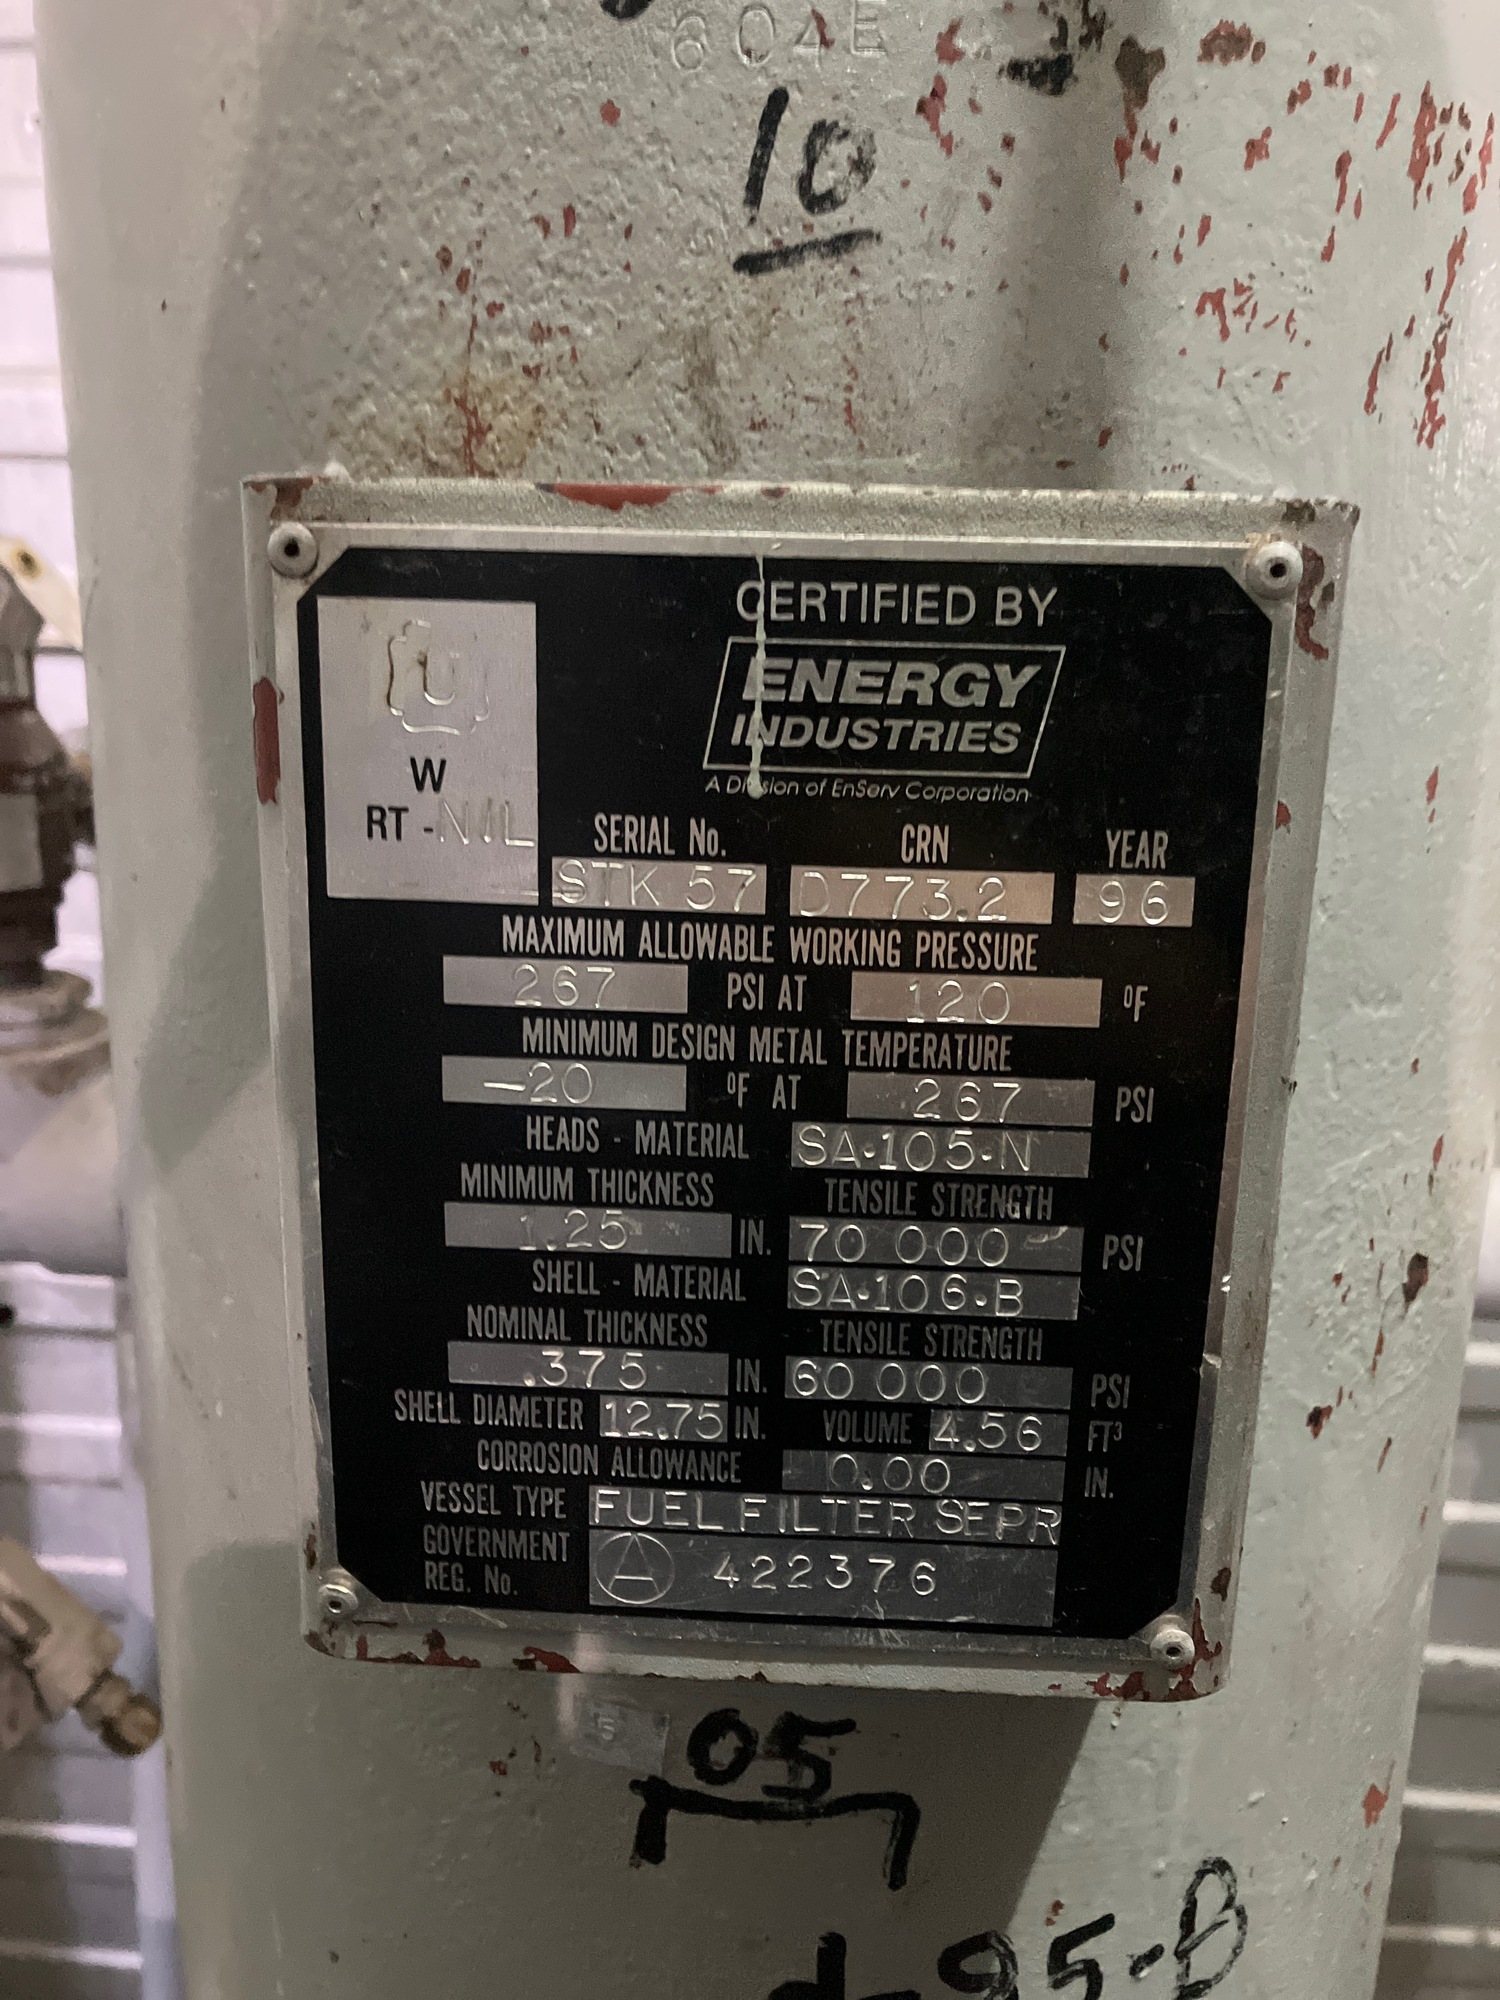 604E
10
CERTIFIED BY
ENERGY
INDUSTRIES
A Division of EnServ Corporation
U
W
RT - NIL
SERIAL No. CRN YEAR
STK 57 D773.2 96
MAXIMUM ALLOWABLE WORKING PRESSURE
267 PSI AT 120 °F
MINIMUM DESIGN METAL TEMPERATURE
-20 °F AT 267 PSI
HEADS - MATERIAL SA-105-N
MINIMUM THICKNESS TENSILE STRENGTH
1.25 IN. 70 000 PSI
SHELL - MATERIAL SA-106-B
NOMINAL THICKNESS TENSILE STRENGTH
.375 IN. 60 000 PSI
SHELL DIAMETER 12.75 IN. VOLUME 4.56 FT³
CORROSION ALLOWANCE 0.00 IN.
VESSEL TYPE FUEL FILTER SEPR
GOVERNMENT
REG. No. A 422376
05
95-B